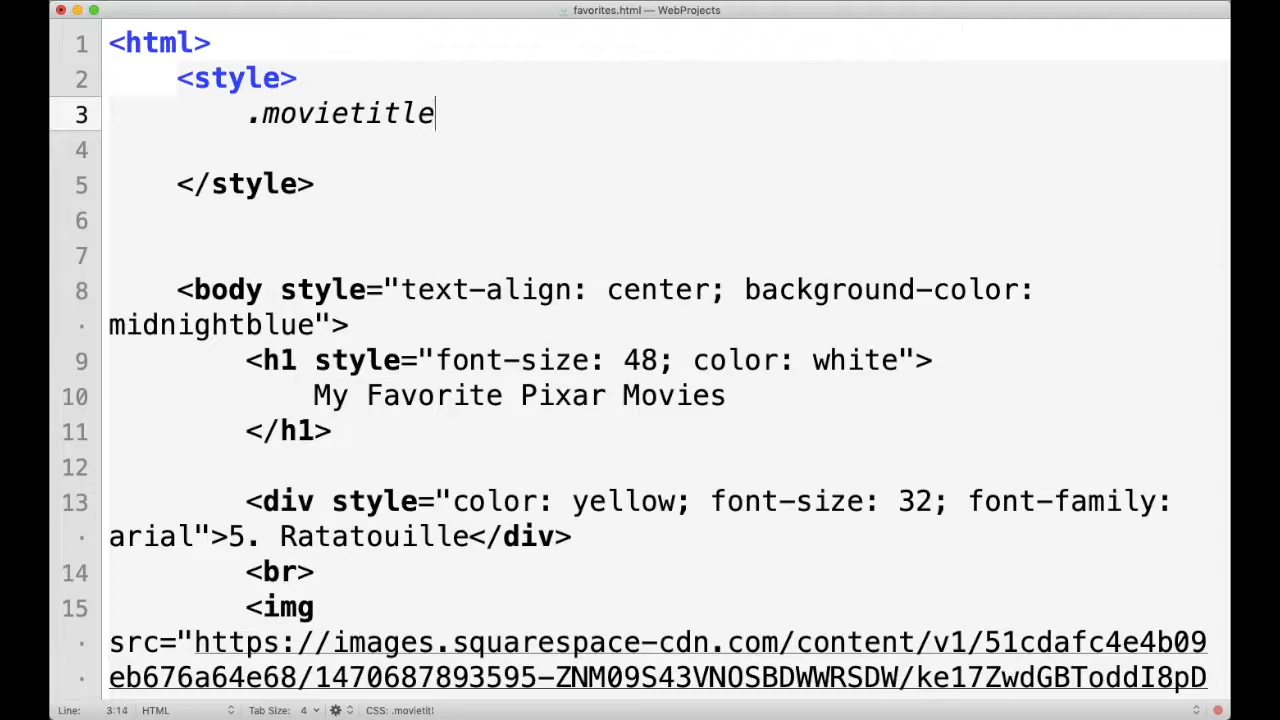 favorites.html — WebProjects
1 <html>
2 <style>
3 .movietitle
4
5 </style>
6
7
8 <body style="text-align: center; background-color:
· midnightblue">
9 <h1 style="font-size: 48; color: white">
10 My Favorite Pixar Movies
11 </h1>
12
13 <div style="color: yellow; font-size: 32; font-family:
· arial">5. Ratatouille</div>
14 <br>
15 <img
· src="https://images.squarespace-cdn.com/content/v1/51cdafc4e4b09
· eb676a64e68/1470687893595-ZNM09S43VNOSBDWWRSDW/ke17ZwdGBToddI8pD
Line: 3:14 HTML Tab Size: 4 CSS: .movietitl